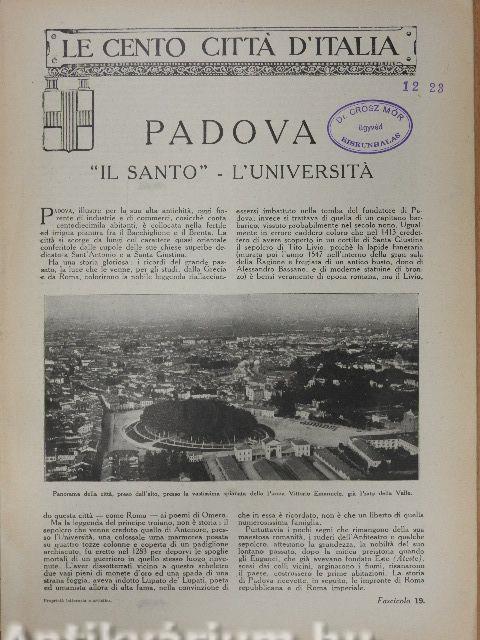 LE CENTO CITTÀ D'ITALIA
12 23
Dr. GROSZ MÓR
ügyvéd
KISKUNHALAS
PADOVA
"IL SANTO" - L'UNIVERSITÀ
PADOVA, illustre per la sua alta antichità, oggi fiorente
di industrie e di commerci, cosicchè conta
centodiecimila abitanti, è collocata nella fertile
ed irrigua pianura fra il Bacchiglione e il Brenta. La
città si scorge da lungi col carattere quasi orientale
conferitole dalle cupole delle sue chiese superbe dedicate
a Sant'Antonio e a Santa Giustina.
Ha una storia gloriosa: i ricordi del grande passato,
la luce che le venne, per gli studi, dalla Grecia
e da Roma, colorirono la nobile leggenda riallacciando
questa città — come Roma — ai poemi di Omero.
Ma la leggenda del principe troiano, non è storia: il
sepolcro che venne creduto quello di Antenore, presso
l'Università, una colossale urna marmorea posata
su quattro tozze colonne e coperta di un padiglione
archiacuto, fu eretto nel 1283 per deporvi le spoglie
mortali di un guerriero in quello stesso luogo rinvenute.
L'aver dissotterrati vicino a questo scheletro
due vasi pieni di monete d'oro ed una spada di una
strana foggia, aveva indotto Lupato de' Lupati, poeta
ed umanista allora di alta fama, nella convinzione di
essersi imbattuto nella tomba del fondatore di Padova;
invece si trattava di quella di un capitano barbarico,
vissuto probabilmente nel secolo nono. Ugualmente
in errore caddero coloro che nel 1413 credettero
di avere scoperto in un cortile di Santa Giustina
il sepolcro di Tito Livio, poichè la lapide funeraria
(murata poi l'anno 1547 nell'interno della gran sala
della Ragione e fregiata di un antico busto, dono di
Alessandro Bassano, e di moderne statuine di bronzo)
è bensì veramente di epoca romana, ma il Livio,
che in essa è ricordato, non è che un liberto di quella
numerosissima famiglia.
Purtuttavia i pochi segni che rimangono della sua
maestosa romanità, i ruderi dell'Anfiteatro e qualche
sepolcro, attestano la grandezza, la nobiltà del suo
lontano passato, dopo la mitica preistoria quando
gli Euganei, che già avevano fondato Este (Ateste),
scesi dai colli vicini, arginarono i fiumi, risanarono
il paese, costrussero le prime abitazioni. La storia
di Padova ricevette, in seguito, le impronte di Roma
repubblicana e di Roma imperiale.
Panorama della città, preso dall'alto, presso la vastissima spianata della Piazza Vittorio Emanuele, già Prato della Valle.
Proprietà letteraria e artistica.
Fascicolo 19.
Antikvárium.hu